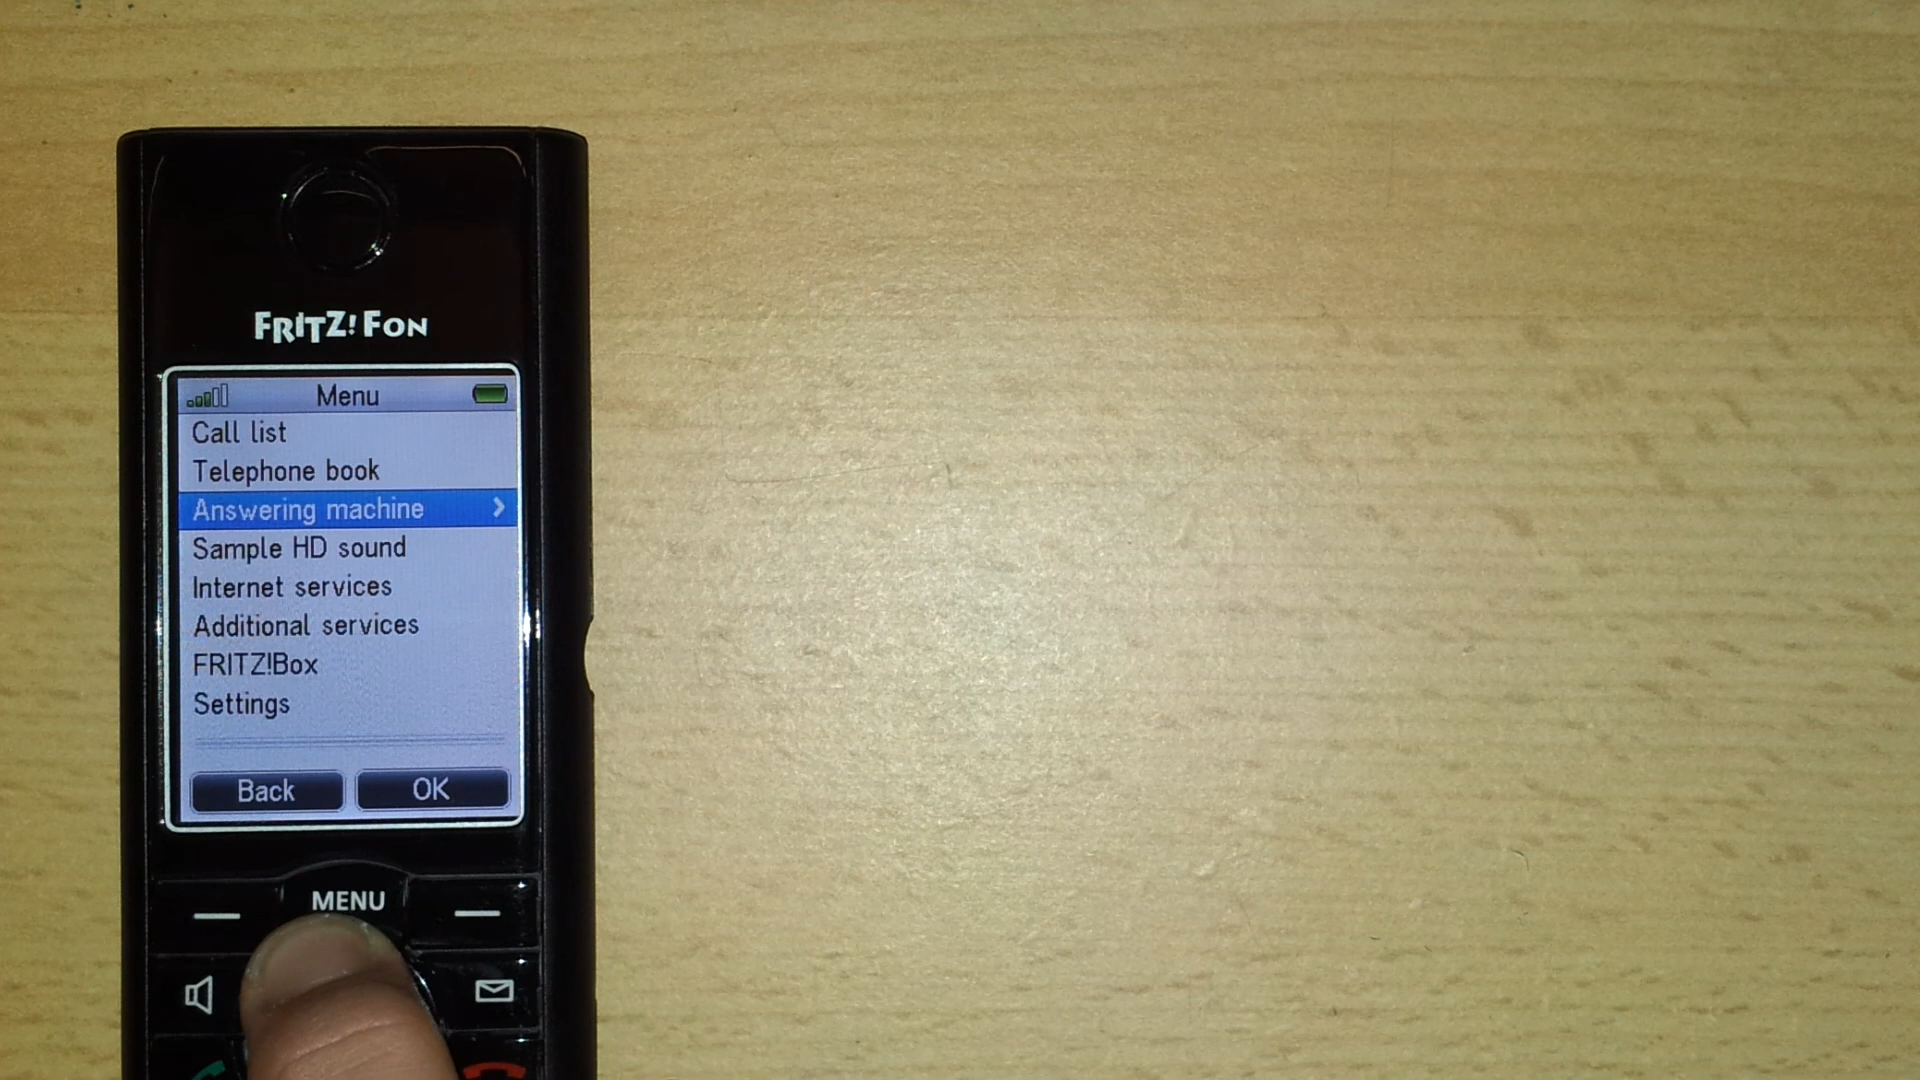 FRITZ! FON
Menu
Call list
Telephone book
Answering machine
Sample HD sound
Internet services
Additional services
FRITZ!Box
Settings
Back OK
MENU